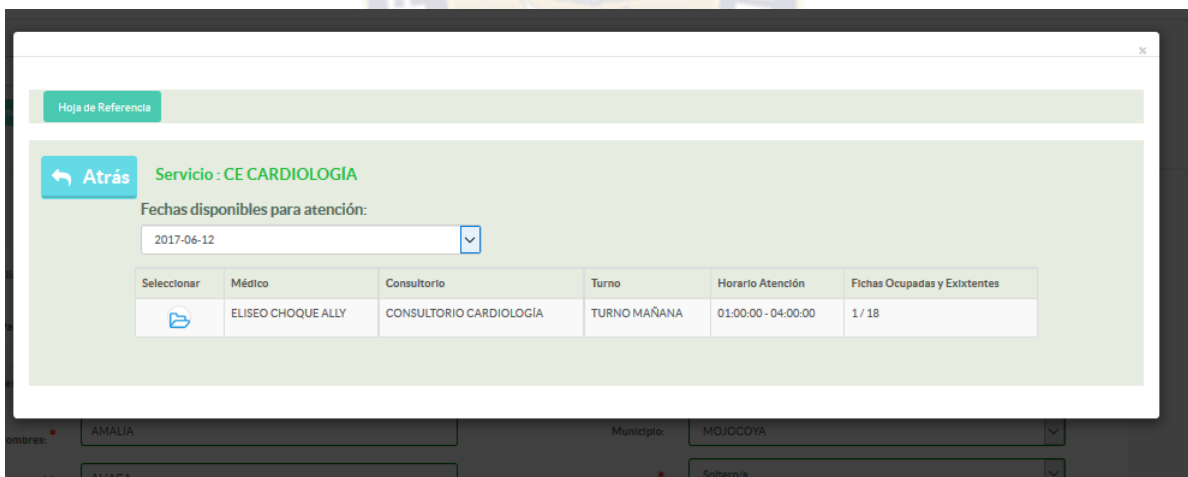 x
Hoja de Referencia
Atrás
Servicio : CE CARDIOLOGÍA
Fechas disponibles para atención:
2017-06-12
Seleccionar Médico Consultorio Turno Horario Atención Fichas Ocupadas y Exixtentes
ELISEO CHOQUE ALLY CONSULTORIO CARDIOLOGÍA TURNO MAÑANA 01:00:00 - 04:00:00 1 / 18
ombres: * AMALIA Municipio: MOJOCOYA
* Soltero/a